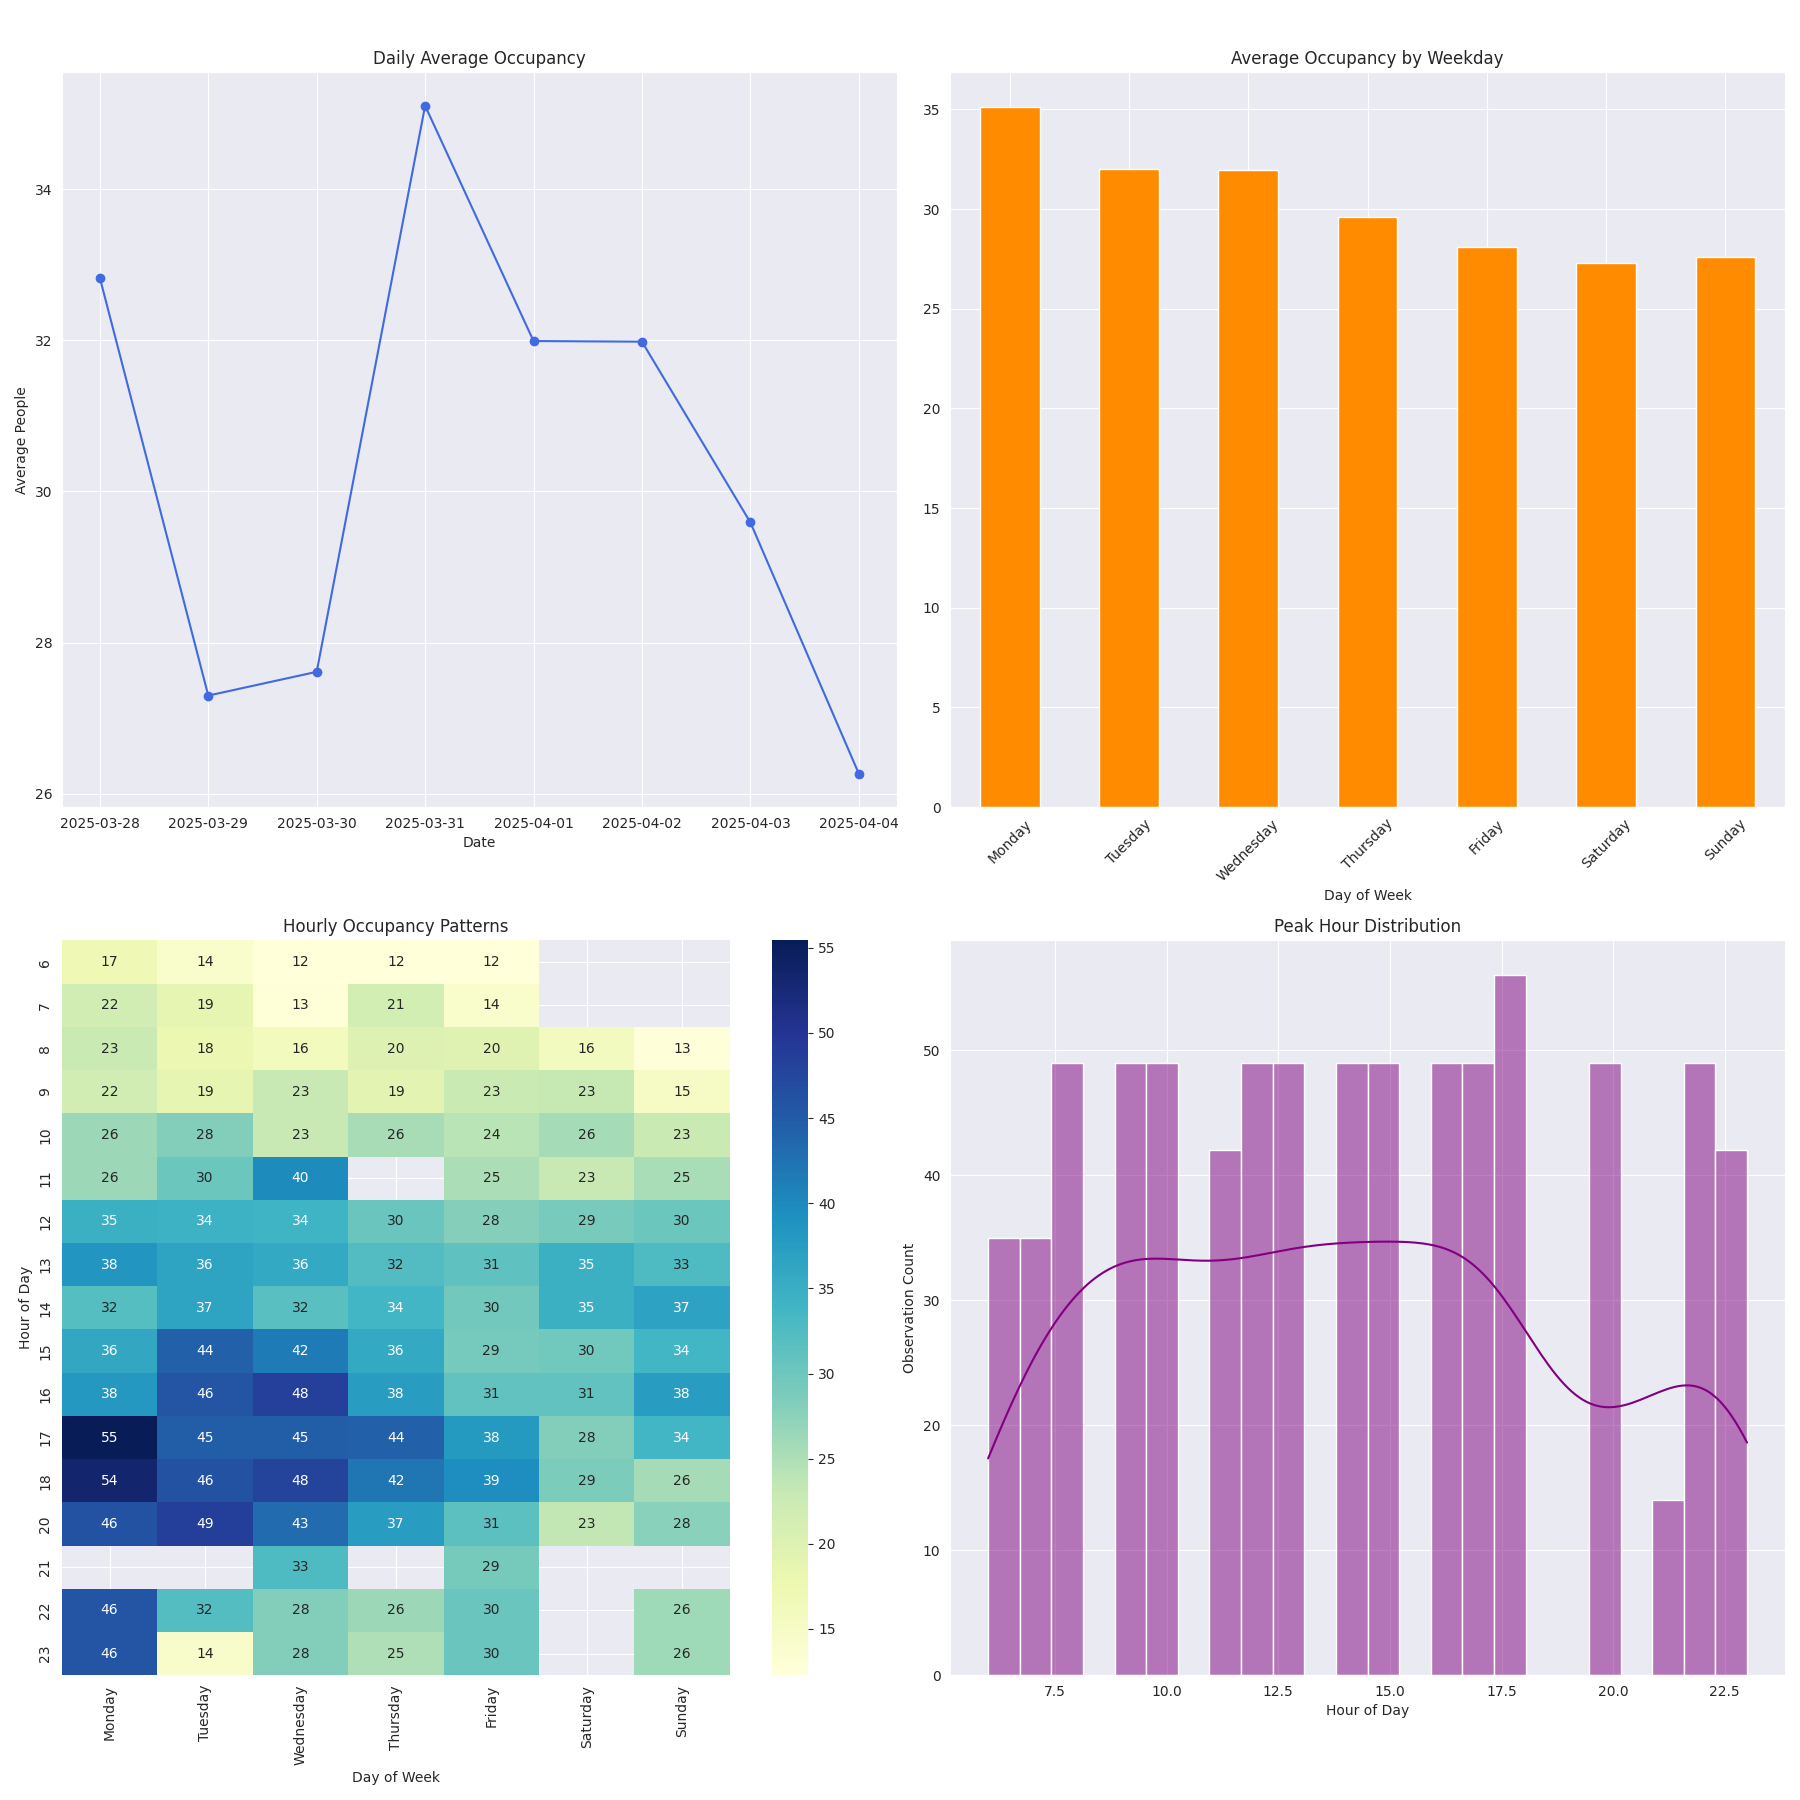 Daily Average Occupancy
34
32
30
28
26
Average People
2025-03-28 2025-03-29 2025-03-30 2025-03-31 2025-04-01 2025-04-02 2025-04-03 2025-04-04
Date
Average Occupancy by Weekday
35
30
25
20
15
10
5
0
Monday Tuesday Wednesday Thursday Friday Saturday Sunday
Day of Week
Hourly Occupancy Patterns
6 17 14 12 12 12
7 22 19 13 21 14
8 23 18 16 20 20 16 13
9 22 19 23 19 23 23 15
10 26 28 23 26 24 26 23
11 26 30 40 25 23 25
12 35 34 34 30 28 29 30
13 38 36 36 32 31 35 33
14 32 37 32 34 30 35 37
15 36 44 42 36 29 30 34
16 38 46 48 38 31 31 38
17 55 45 45 44 38 28 34
18 54 46 48 42 39 29 26
20 46 49 43 37 31 23 28
21 33 29
22 46 32 28 26 30 26
23 46 14 28 25 30 26
Hour of Day
Monday Tuesday Wednesday Thursday Friday Saturday Sunday
Day of Week
55
50
45
40
35
30
25
20
15
Peak Hour Distribution
50
40
30
20
10
0
Observation Count
7.5 10.0 12.5 15.0 17.5 20.0 22.5
Hour of Day